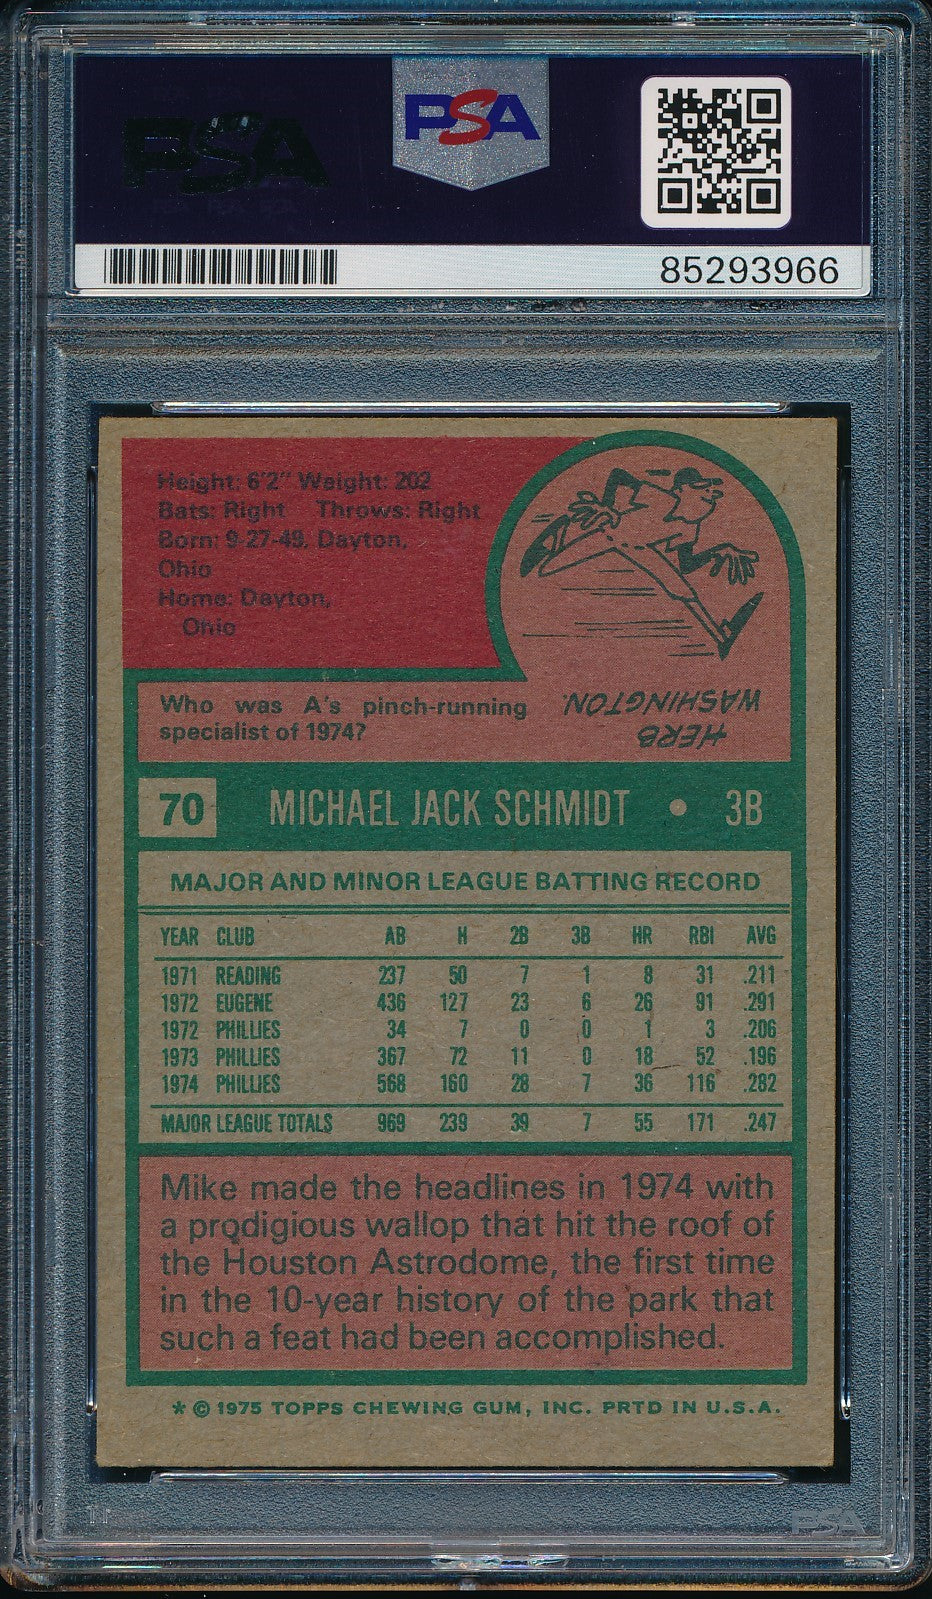 PSA
PSA
85293966
Height: 6'2" Weight: 202
Bats: Right Throws: Right
Born: 9-27-49, Dayton,
Ohio
Home: Dayton,
Ohio
Who was A's pinch-running
specialist of 1974?
HERB
WASHINGTON.
70 MICHAEL JACK SCHMIDT • 3B
MAJOR AND MINOR LEAGUE BATTING RECORD
YEAR CLUB AB H 2B 3B HR RBI AVG
1971 READING 237 50 7 1 8 31 .211
1972 EUGENE 436 127 23 6 26 91 .291
1972 PHILLIES 34 7 0 0 1 3 .206
1973 PHILLIES 367 72 11 0 18 52 .196
1974 PHILLIES 568 160 28 7 36 116 .282
MAJOR LEAGUE TOTALS 969 239 39 7 55 171 .247
Mike made the headlines in 1974 with
a prodigious wallop that hit the roof of
the Houston Astrodome, the first time
in the 10-year history of the park that
such a feat had been accomplished.
* © 1975 TOPPS CHEWING GUM, INC. PRTD IN U.S.A.
PSA